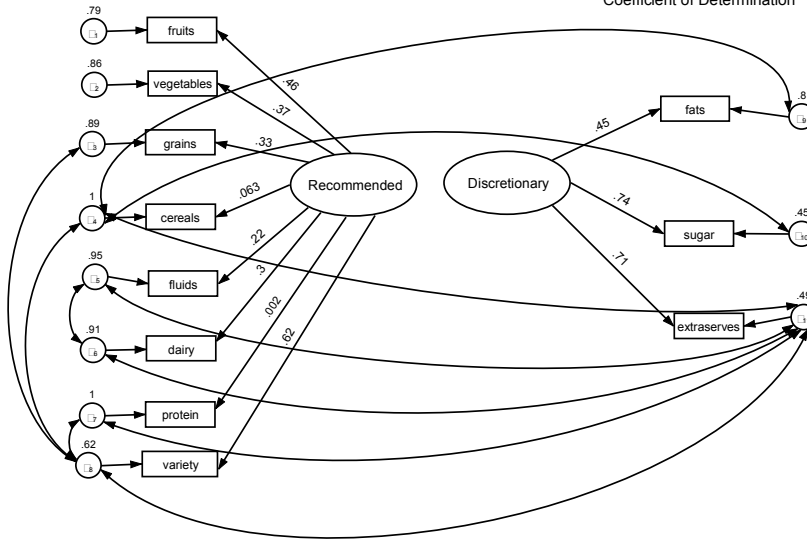 Coefficient of Determination
.79
fruits
.86
vegetables
.89
grains
1
cereals
.95
fluids
.91
dairy
1
protein
.62
variety
.46
.37
.33
.063
.22
.3
.002
.62
Recommended
Discretionary
.45
.74
.71
fats
sugar
.45
extraserves
.49